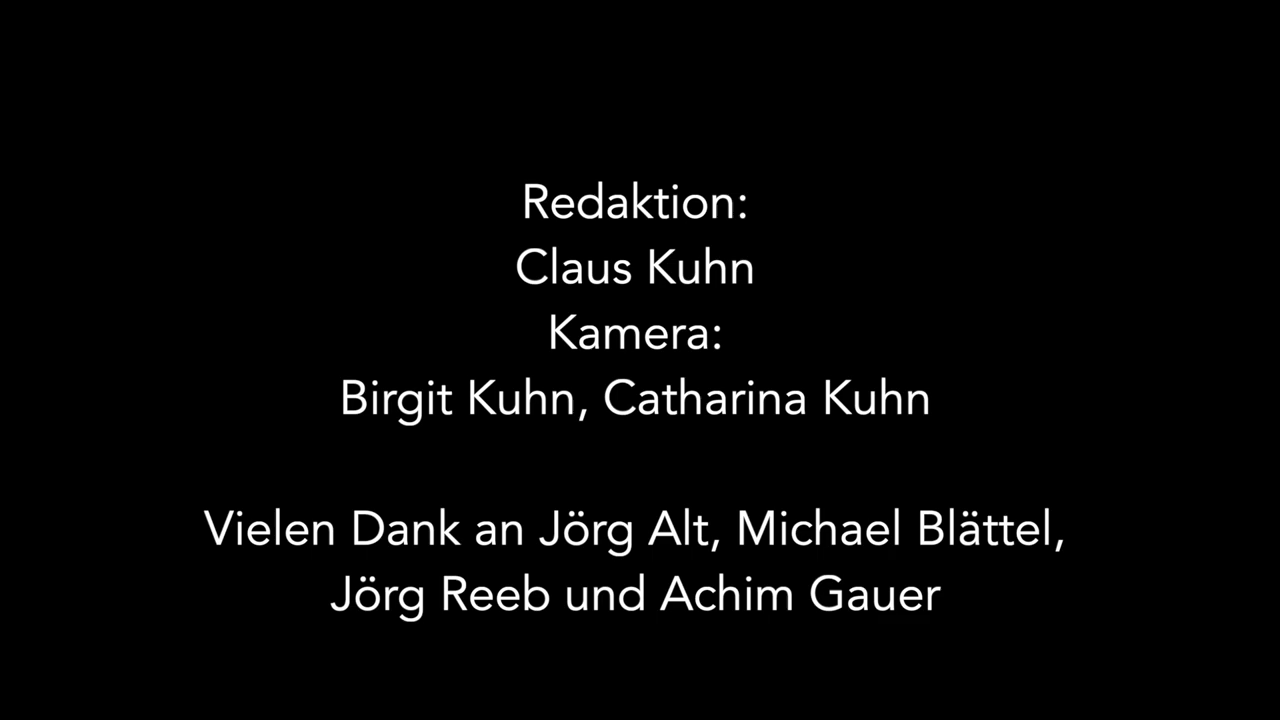 Redaktion:
Claus Kuhn
Kamera:
Birgit Kuhn, Catharina Kuhn
Vielen Dank an Jörg Alt, Michael Blättel,
Jörg Reeb und Achim Gauer